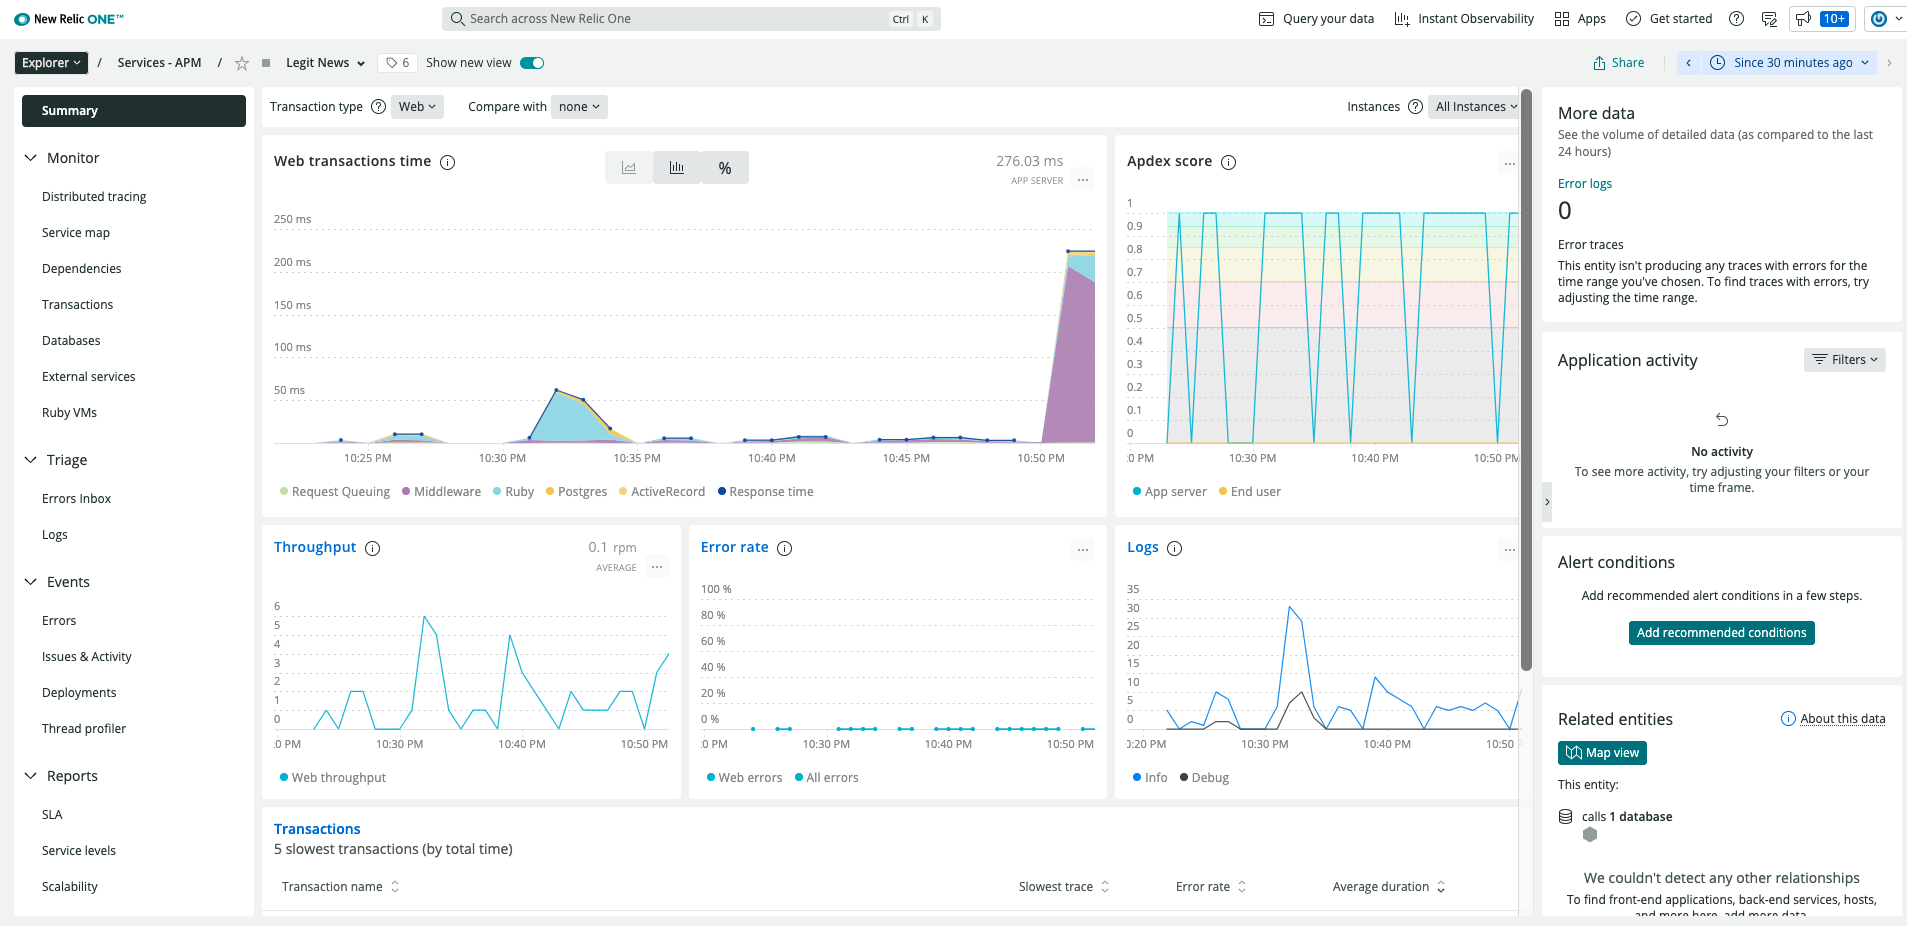 New Relic ONE™
Search across New Relic One
Ctrl K
Query your data
Instant Observability
Apps
Get started
10+
Explorer / Services - APM / Legit News 6 Show new view
Share
Since 30 minutes ago
Summary
Monitor
Distributed tracing
Service map
Dependencies
Transactions
Databases
External services
Ruby VMs
Triage
Errors Inbox
Logs
Events
Errors
Issues & Activity
Deployments
Thread profiler
Reports
SLA
Service levels
Scalability
Transaction type Web
Compare with none
Instances All Instances
Web transactions time
%
276.03 ms
APP SERVER
250 ms
200 ms
150 ms
100 ms
50 ms
10:25 PM 10:30 PM 10:35 PM 10:40 PM 10:45 PM 10:50 PM
Request Queuing Middleware Ruby Postgres ActiveRecord Response time
Apdex score
1
0.9
0.8
0.7
0.6
0.5
0.4
0.3
0.2
0.1
0
:0 PM 10:30 PM 10:40 PM 10:50 PM
App server End user
Throughput
0.1 rpm
AVERAGE
6
5
4
3
2
1
0
:0 PM 10:30 PM 10:40 PM 10:50 PM
Web throughput
Error rate
100 %
80 %
60 %
40 %
20 %
0 %
:0 PM 10:30 PM 10:40 PM 10:50 PM
Web errors All errors
Logs
35
30
25
20
15
10
5
0
0:20 PM 10:30 PM 10:40 PM 10:50
Info Debug
Transactions
5 slowest transactions (by total time)
Transaction name Slowest trace Error rate Average duration
More data
See the volume of detailed data (as compared to the last
24 hours)
Error logs
0
Error traces
This entity isn't producing any traces with errors for the
time range you've chosen. To find traces with errors, try
adjusting the time range.
Application activity
Filters
No activity
To see more activity, try adjusting your filters or your
time frame.
Alert conditions
Add recommended alert conditions in a few steps.
Add recommended conditions
Related entities
About this data
Map view
This entity:
calls 1 database
We couldn't detect any other relationships
To find front-end applications, back-end services, hosts,
and more here, add more data